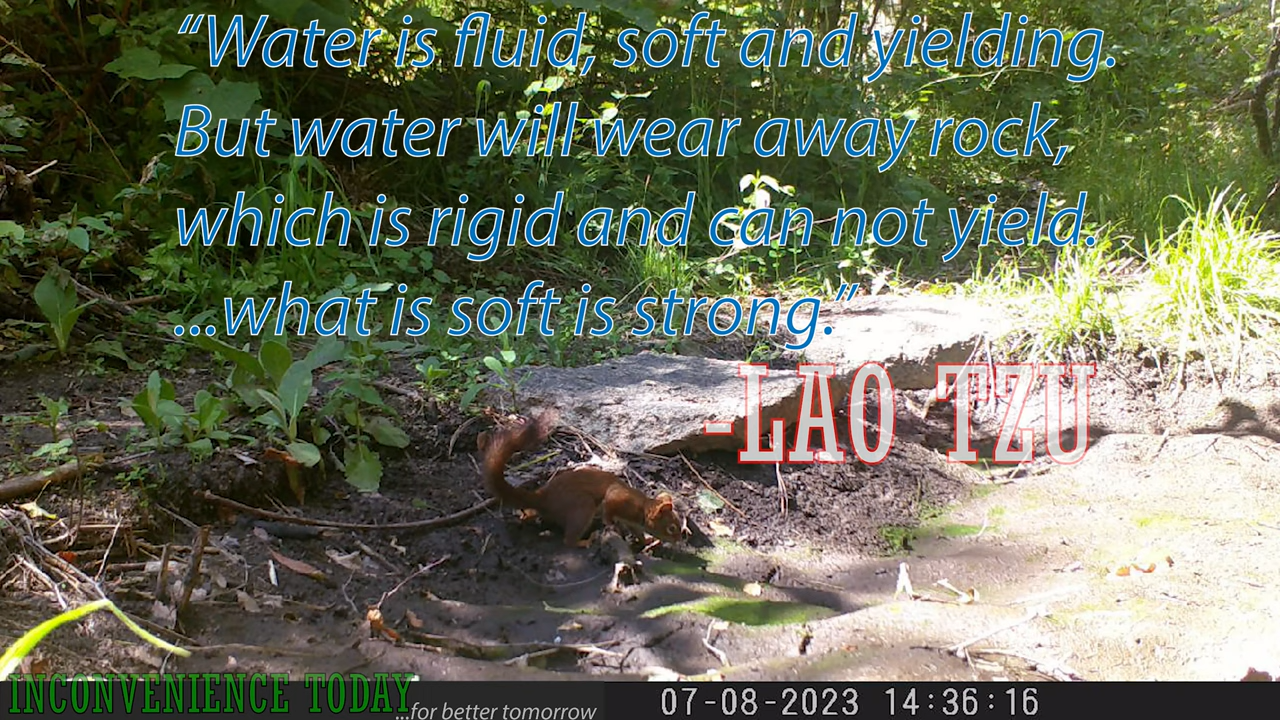 “Water is fluid, soft and yielding.
But water will wear away rock,
which is rigid and can not yield.
...what is soft is strong.”
-LAO TZU
INCONVENIENCE TODAY
...for better tomorrow
07-08-2023 14:36:16